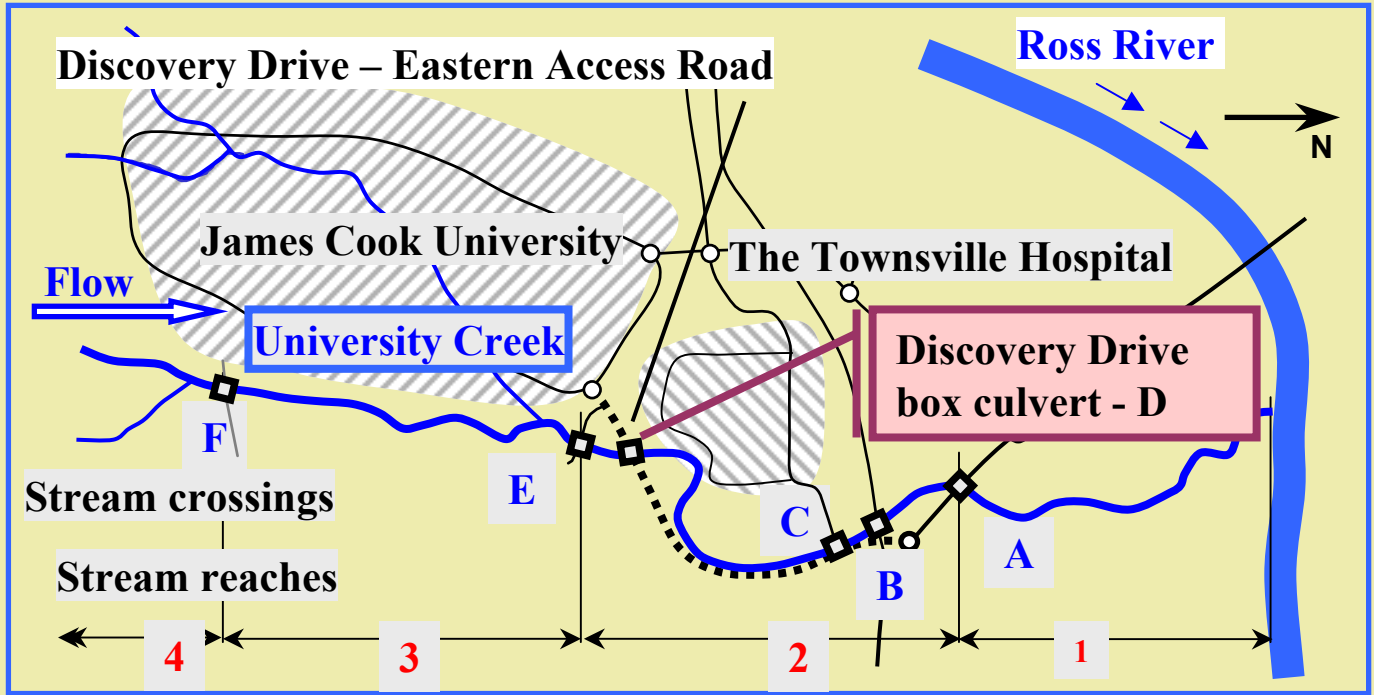 Ross River
Discovery Drive – Eastern Access Road
N
James Cook University
The Townsville Hospital
Flow
University Creek
Discovery Drive
box culvert - D
F
E
Stream crossings
C
A
Stream reaches
B
4
3
2
1